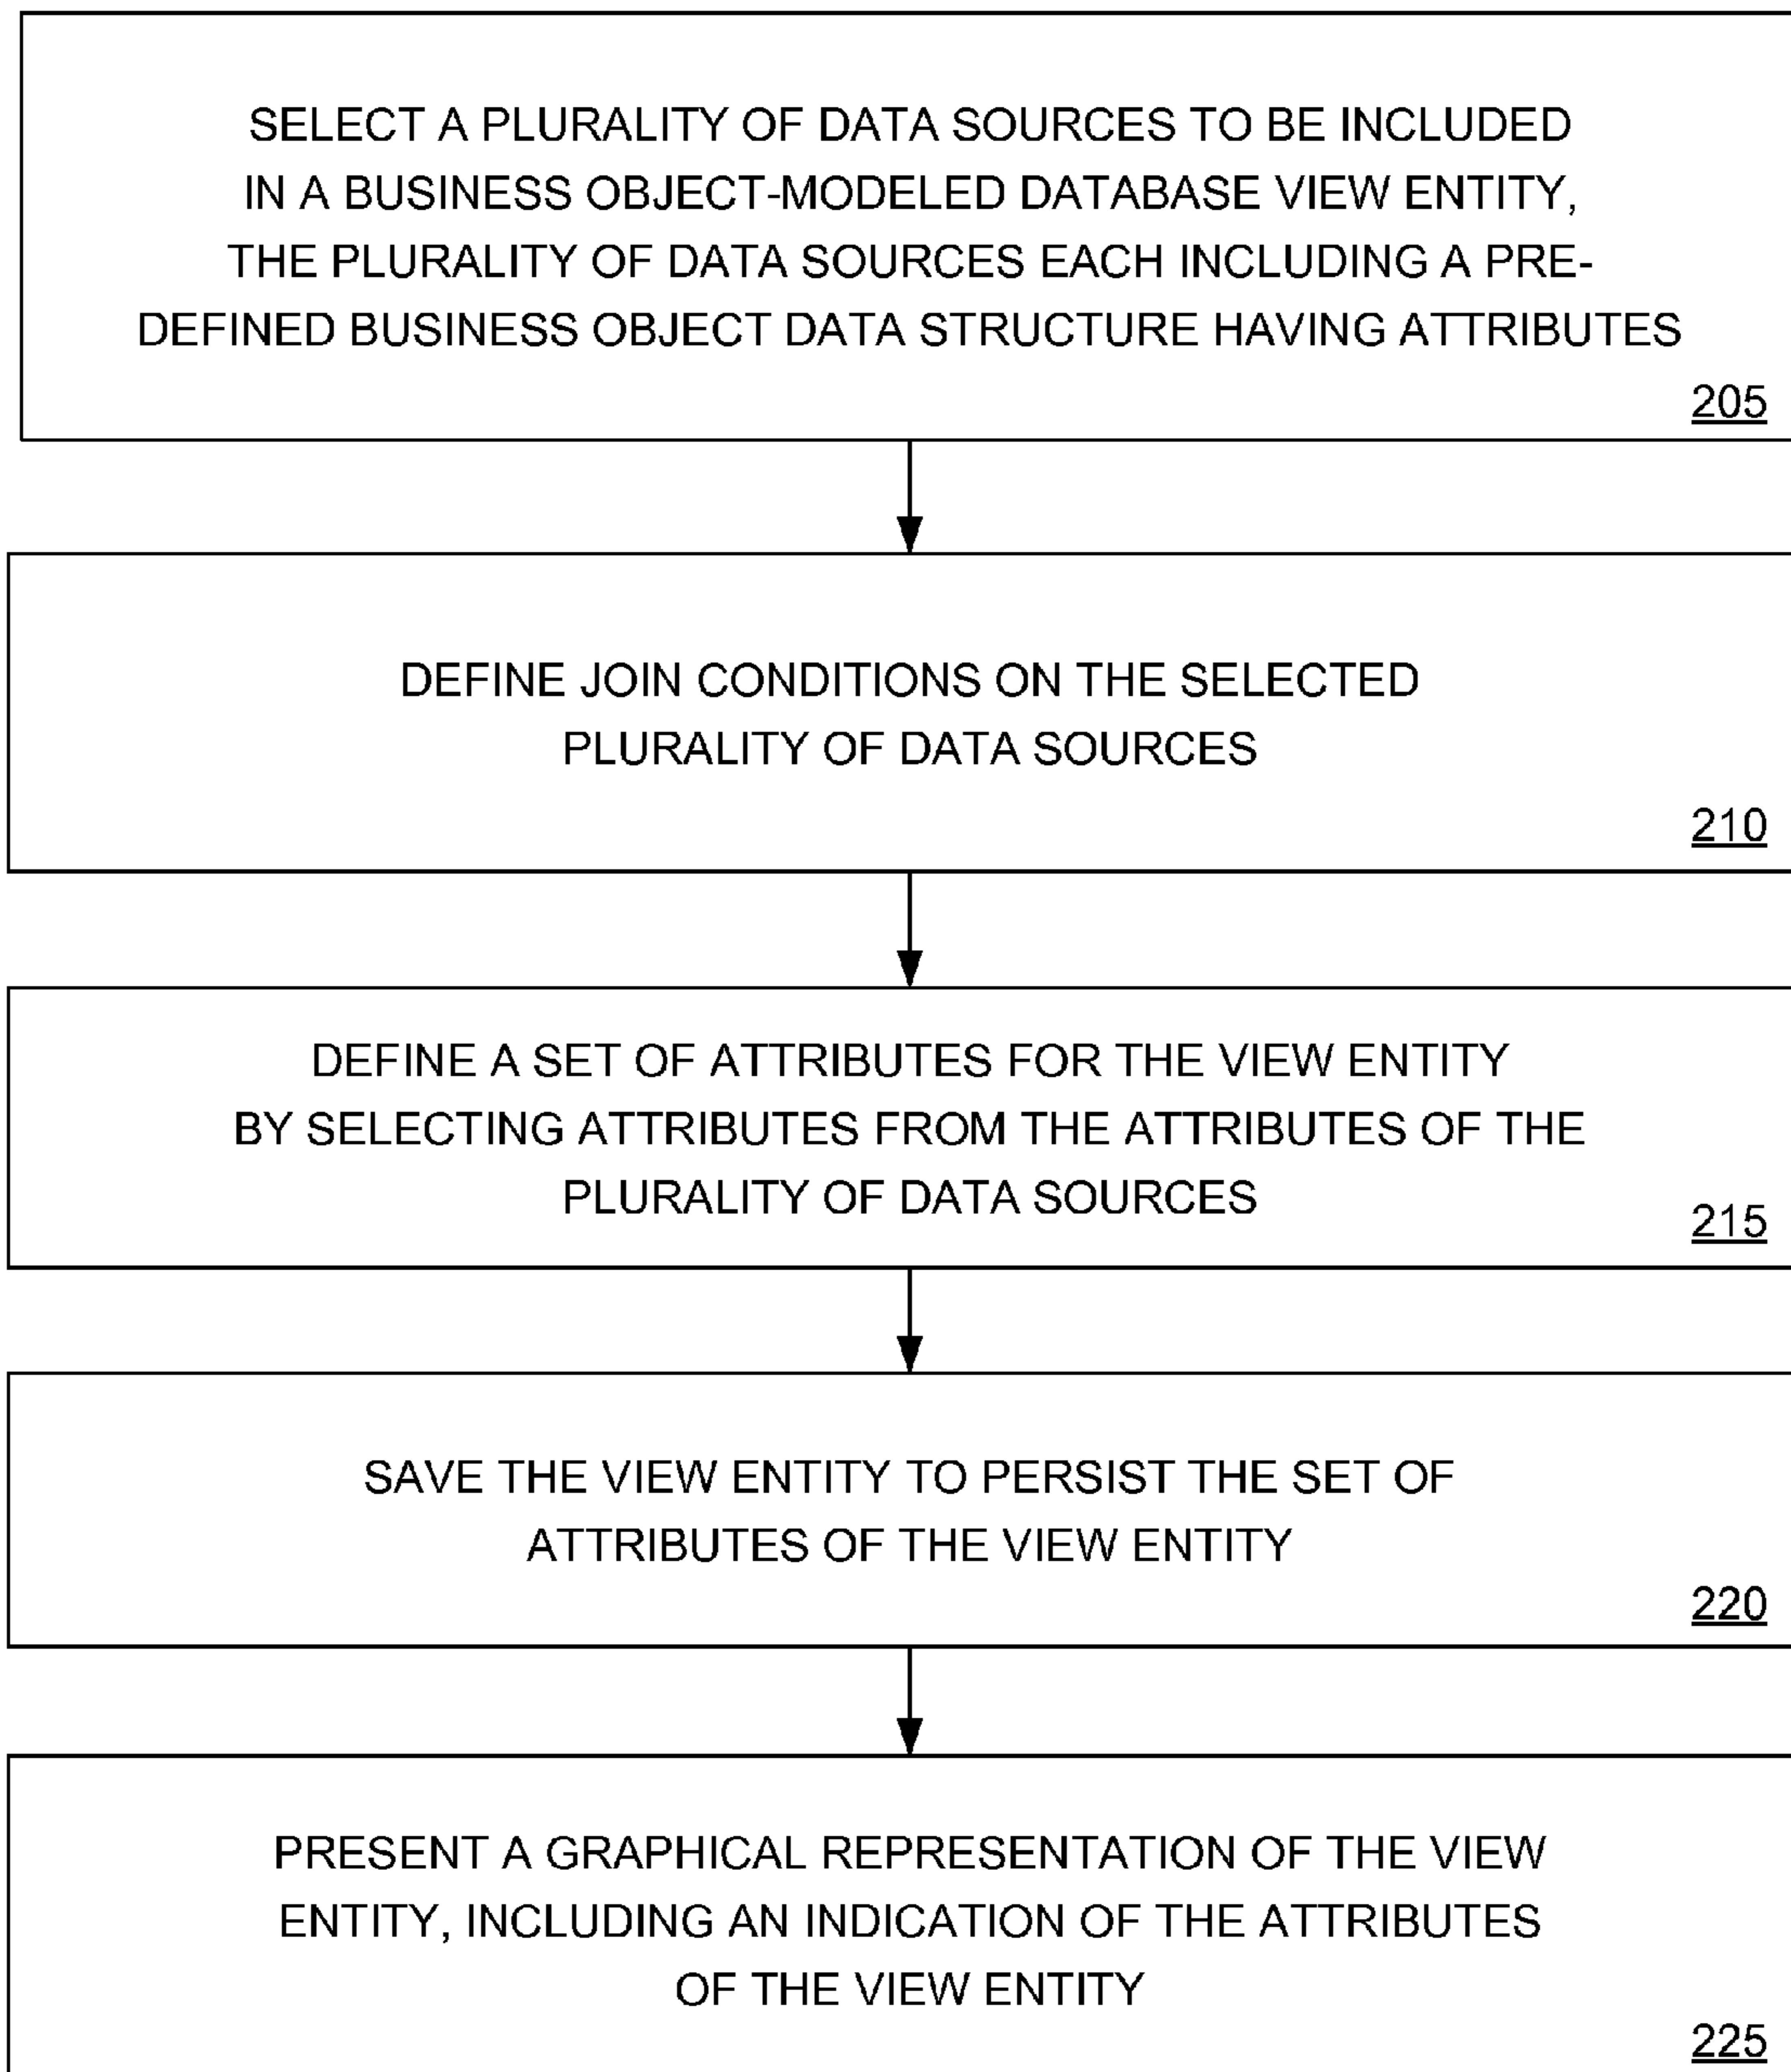 SELECT A PLURALITY OF DATA SOURCES TO BE INCLUDED
IN A BUSINESS OBJECT-MODELED DATABASE VIEW ENTITY,
THE PLURALITY OF DATA SOURCES EACH INCLUDING A PRE-
DEFINED BUSINESS OBJECT DATA STRUCTURE HAVING ATTRIBUTES
205
DEFINE JOIN CONDITIONS ON THE SELECTED
PLURALITY OF DATA SOURCES
210
DEFINE A SET OF ATTRIBUTES FOR THE VIEW ENTITY
BY SELECTING ATTRIBUTES FROM THE ATTRIBUTES OF THE
PLURALITY OF DATA SOURCES
215
SAVE THE VIEW ENTITY TO PERSIST THE SET OF
ATTRIBUTES OF THE VIEW ENTITY
220
PRESENT A GRAPHICAL REPRESENTATION OF THE VIEW
ENTITY, INCLUDING AN INDICATION OF THE ATTRIBUTES
OF THE VIEW ENTITY
225